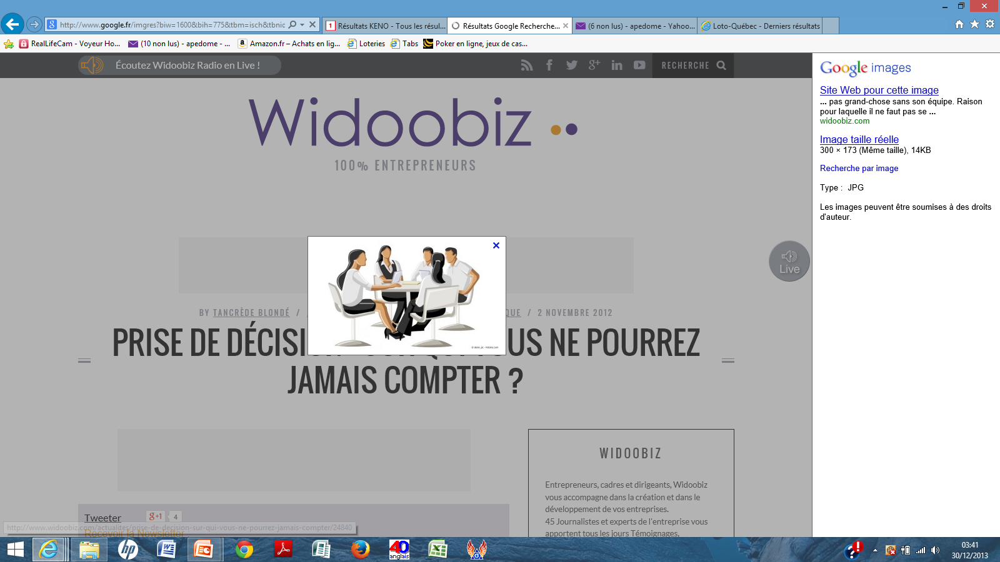 http://www.google.fr/imgres?biw=1600&bih=775&tbm=isch&tbnic
Résultats KENO - Tous les résul...
Résultats Google Recherche...
(6 non lus) - apedome - Yahoo...
Loto-Québec - Derniers résultats
RealLifeCam - Voyeur Ho...
(10 non lus) - apedome - ...
Amazon.fr – Achats en lig...
Loteries
Tabs
Poker en ligne, jeux de cas...
Écoutez Widoobiz Radio en Live !
RECHERCHE
Widoobiz
100% ENTREPRENEURS
Live
BY TANCRÈDE BLONDÉ / QUE / 2 NOVEMBRE 2012
PRISE DE DÉCISI US NE POURREZ
JAMAIS COMPTER ?
WIDOOBIZ
Entrepreneurs, cadres et dirigeants, Widoobiz
vous accompagne dans la création et dans le
développement de vos entreprises.
45 Journalistes et experts de l'entreprise vous
apportent tous les jours Témoignages,
Tweeter
g+1 4
Recevoir la Newsletter
http://www.widoobiz.com/actualites/prise-de-decision-sur-qui-vous-ne-pourrez-jamais-compter/24840
Google images
Site Web pour cette image
... pas grand-chose sans son équipe. Raison
pour laquelle il ne faut pas se ...
widoobiz.com
Image taille réelle
300 × 173 (Même taille), 14KB
Recherche par image
Type : JPG
Les images peuvent être soumises à des droits
d'auteur.
hp
40
anglais
03:41
30/12/2013